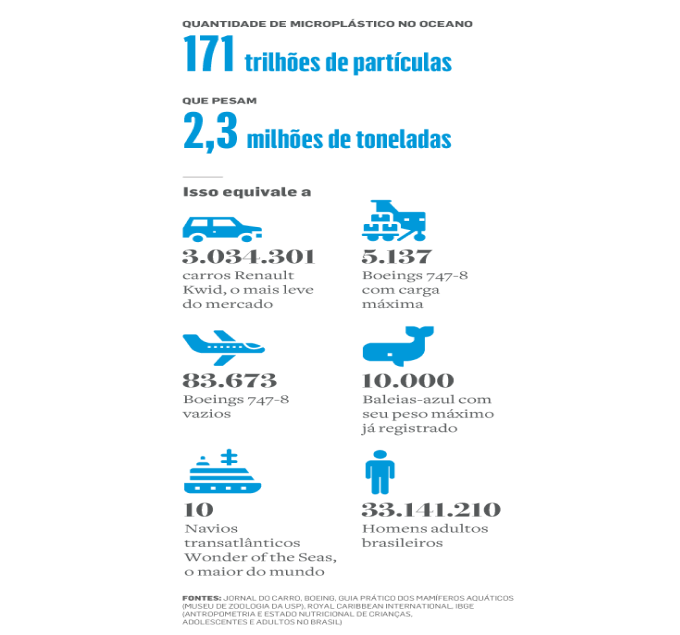 QUANTIDADE DE MICROPLÁSTICO NO OCEANO
171 trilhões de partículas
QUE PESAM
2,3 milhões de toneladas
Isso equivale a
3.034.301
carros Renault
Kwid, o mais leve
do mercado
5.137
Boeings 747-8
com carga
máxima
83.673
Boeings 747-8
vazios
10.000
Baleias-azul com
seu peso máximo
já registrado
10
Navios
transatlânticos
Wonder of the Seas,
o maior do mundo
33.141.210
Homens adultos
brasileiros
FONTES: JORNAL DO CARRO, BOEING, GUIA PRÁTICO DOS MAMÍFEROS AQUÁTICOS
(MUSEU DE ZOOLOGIA DA USP), ROYAL CARIBBEAN INTERNATIONAL, IBGE
(ANTROPOMETRIA E ESTADO NUTRICIONAL DE CRIANÇAS,
ADOLESCENTES E ADULTOS NO BRASIL)